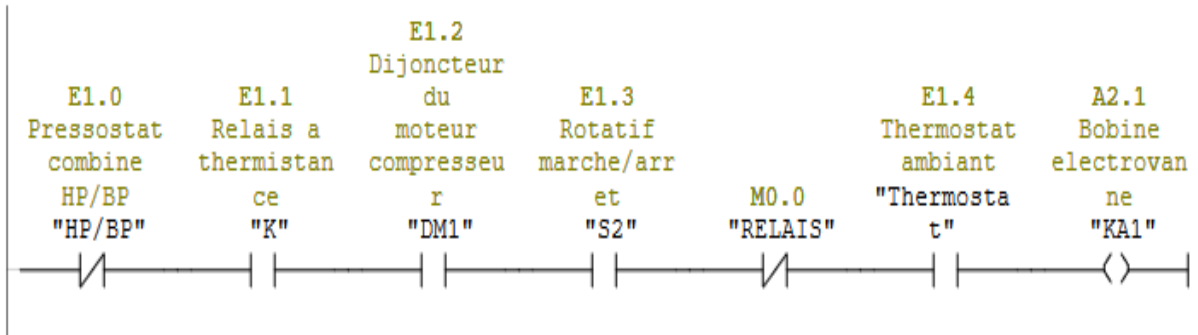 E1.0
Pressostat
combine
HP/BP
"HP/BP"
E1.1
Relais a
thermistan
ce
"K"
E1.2
Dijoncteur
du
moteur
compresseu
r
"DM1"
E1.3
Rotatif
marche/arr
et
"S2"
M0.0
"RELAIS"
E1.4
Thermostat
ambiant
"Thermosta
t"
A2.1
Bobine
electrovan
ne
"KA1"